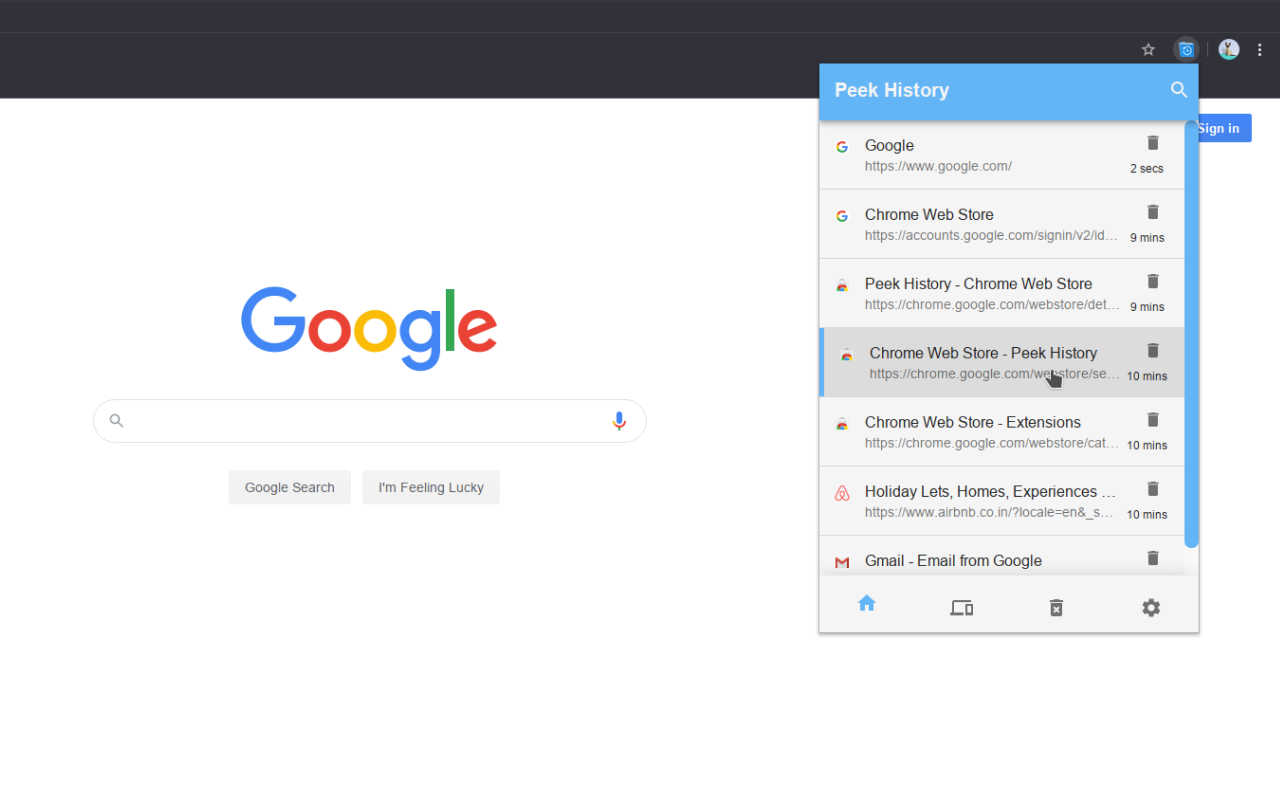 Peek History
Sign in
Google
https://www.google.com/
2 secs
Chrome Web Store
https://accounts.google.com/signin/v2/id…
9 mins
Peek History - Chrome Web Store
https://chrome.google.com/webstore/det…
9 mins
Chrome Web Store - Peek History
https://chrome.google.com/webstore/se…
10 mins
Chrome Web Store - Extensions
https://chrome.google.com/webstore/cat…
10 mins
Holiday Lets, Homes, Experiences …
https://www.airbnb.co.in/?locale=en&_s…
10 mins
Gmail - Email from Google
Google
Google Search
I'm Feeling Lucky